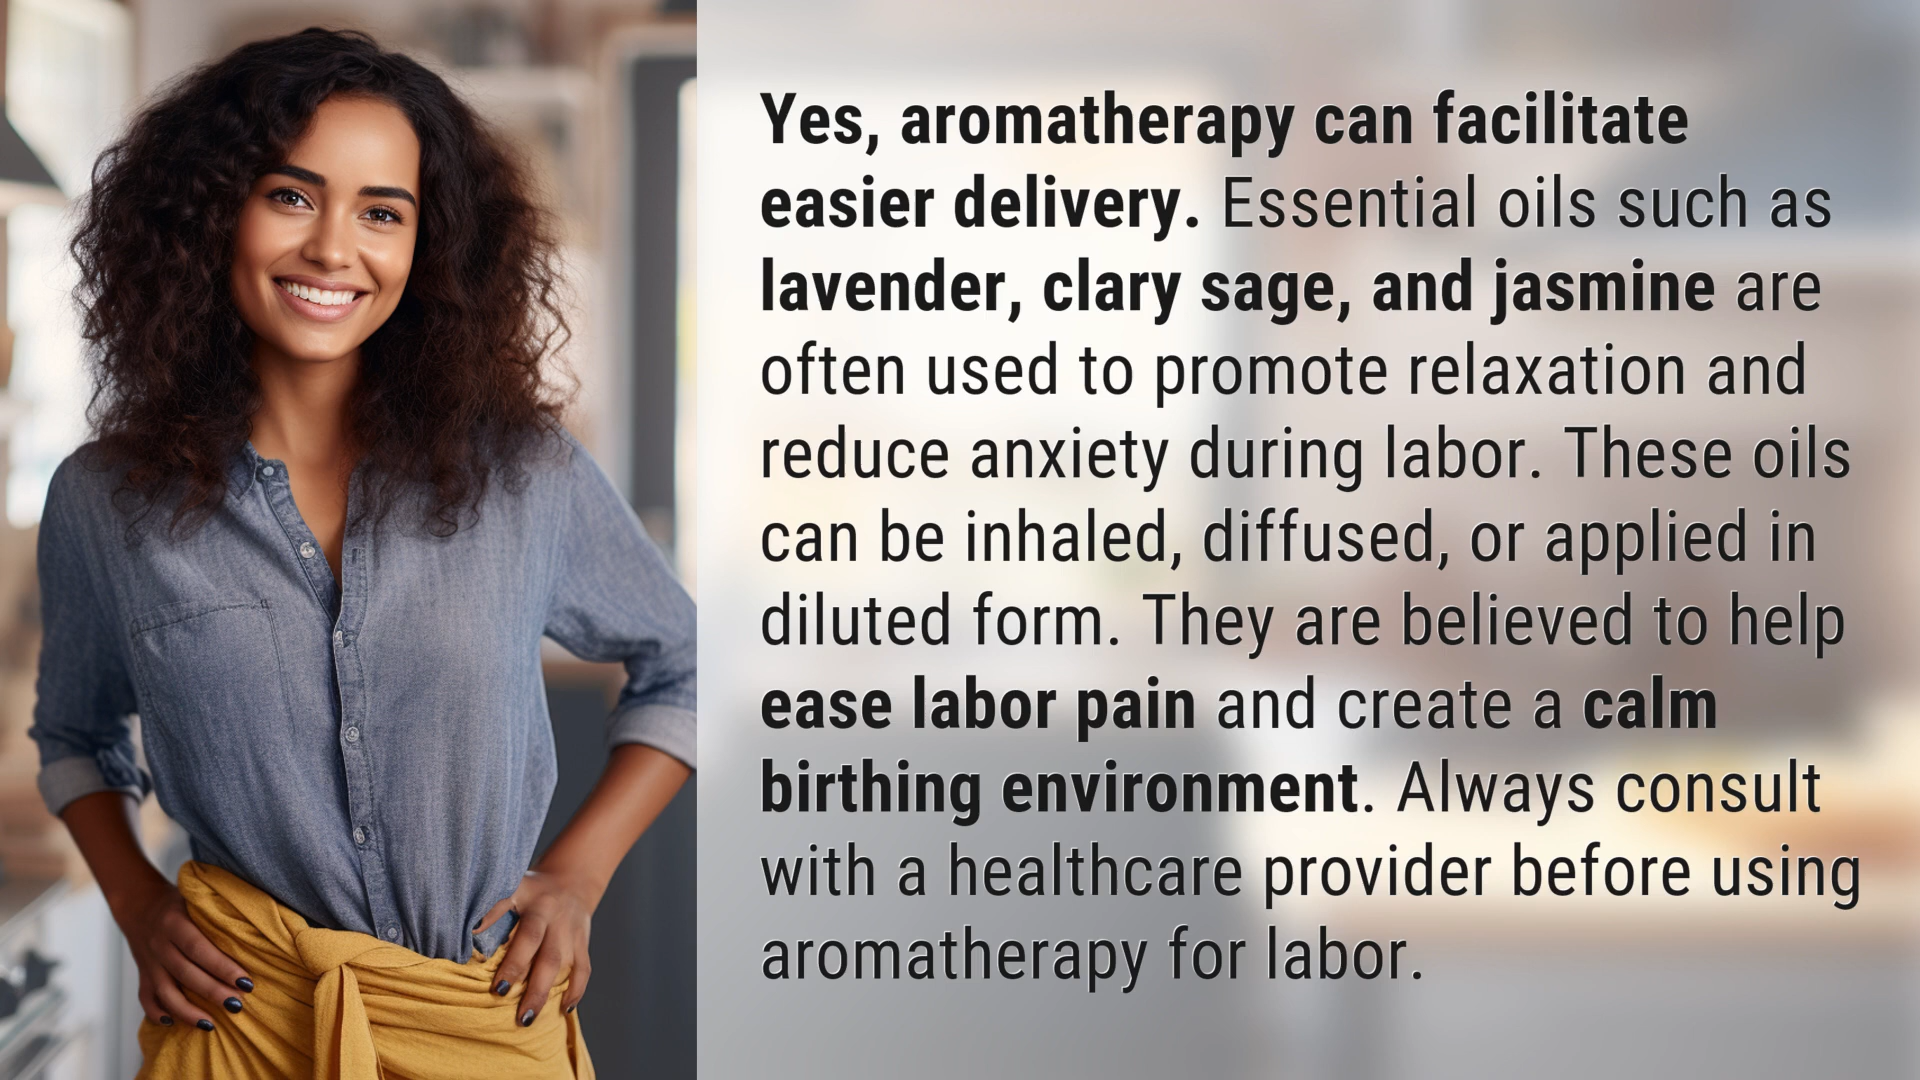 Yes, aromatherapy can facilitate
easier delivery. Essential oils such as
lavender, clary sage, and jasmine are
often used to promote relaxation and
reduce anxiety during labor. These oils
can be inhaled, diffused, or applied in
diluted form. They are believed to help
ease labor pain and create a calm
birthing environment. Always consult
with a healthcare provider before using
aromatherapy for labor.